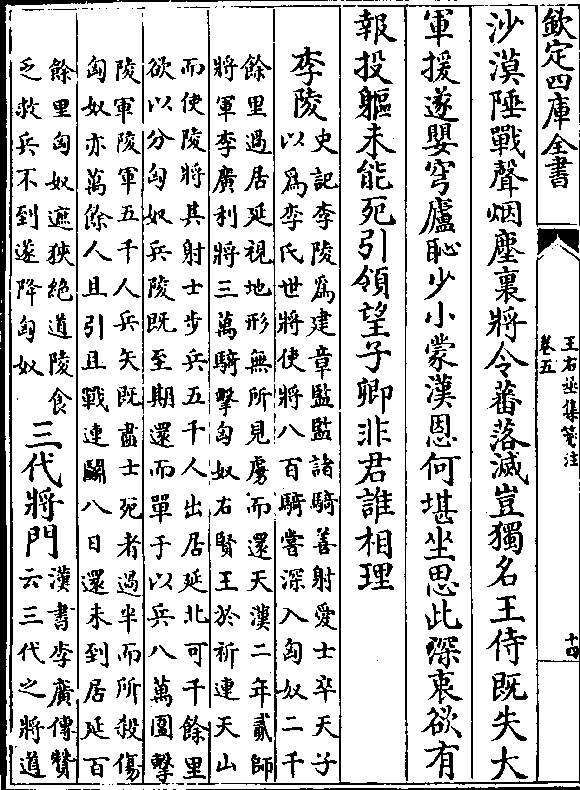 欽定四庫全書
王右丞集箋注
卷五
十四
沙漠陲戰聲烟塵裏將令蕃落滅豈獨名王侍既失大
軍援遂嬰穹廬恥少小蒙漢恩何堪坐思此深衷欲有
報投軀未能死引領望子卿非君誰相理
李陵史記李陵為建章監監諸騎善射愛士卒天子
以為李氏世將使將八百騎嘗深入匈奴二千
餘里過居延視地形無所見虜而還天漢二年貳師
將軍李廣利將三萬騎擊匈奴右賢王於祈連天山
而使陵將其射士步兵五千人出居延北可千餘里
欲以分匈奴兵陵既至期還而單于以兵八萬圍擊
陵軍陵軍五千人兵矢既盡士死者過半而所殺傷
匈奴亦萬餘人且引且戰連鬬八日還未到居延百
餘里匈奴遮狹絕道陵食
乏救兵不到遂降匈奴
三代將門漢書李廣傳贊
云三代之將道